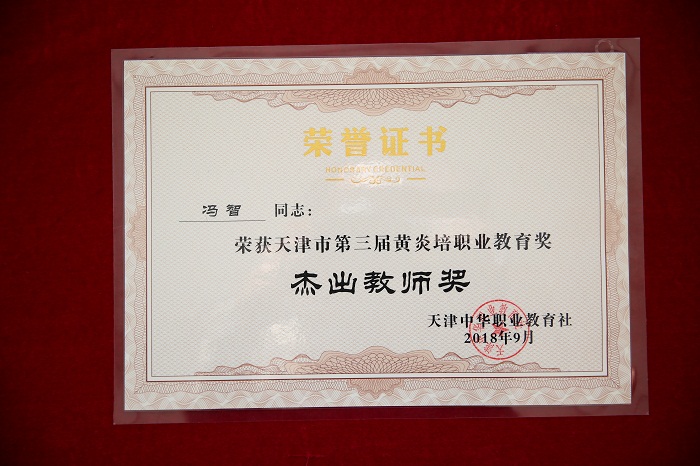 荣誉证书
HONORARY CREDENTIAL
冯智 同志：
荣获天津市第三届黄炎培职业教育奖
杰出教师奖
天津中华职业教育社
2018年9月